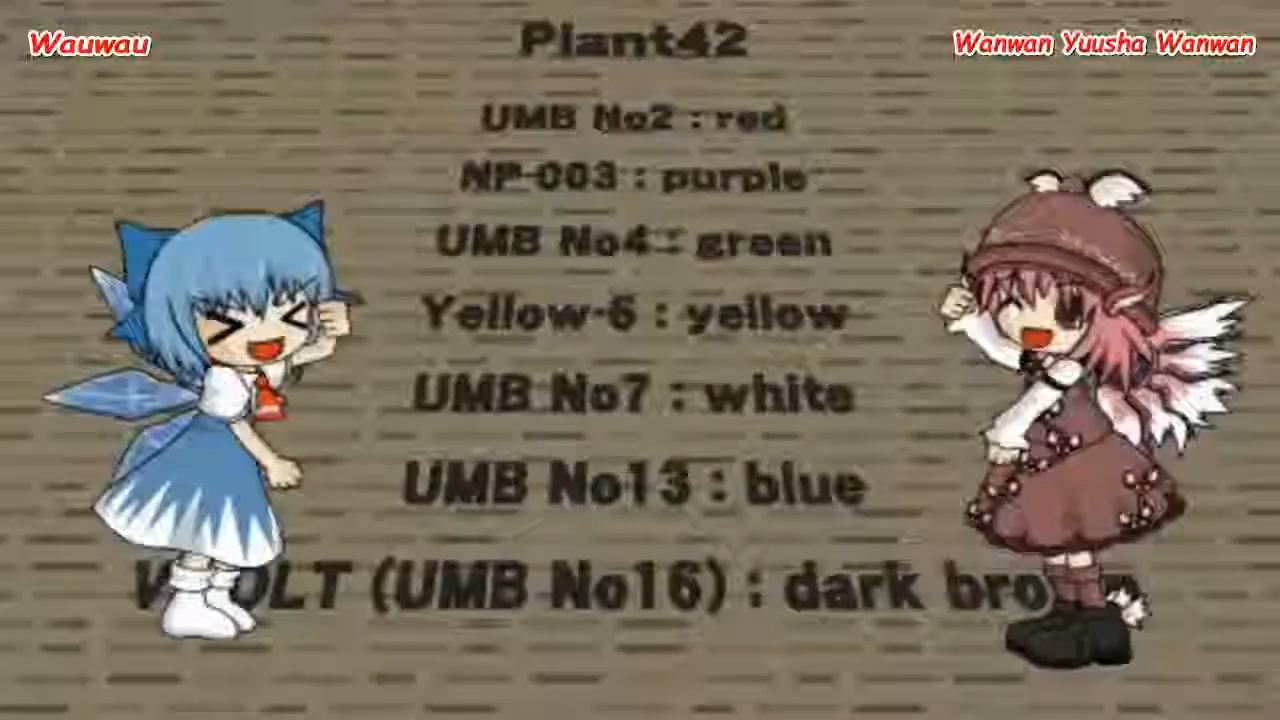 Wauwau
Wanwan Yuusha Wanwan
Plant42
UMB No2 : red
NP-003 : purple
UMB No4 : green
Yellow-6 : yellow
UMB No7 : white
UMB No13 : blue
(UMB No16) : dark